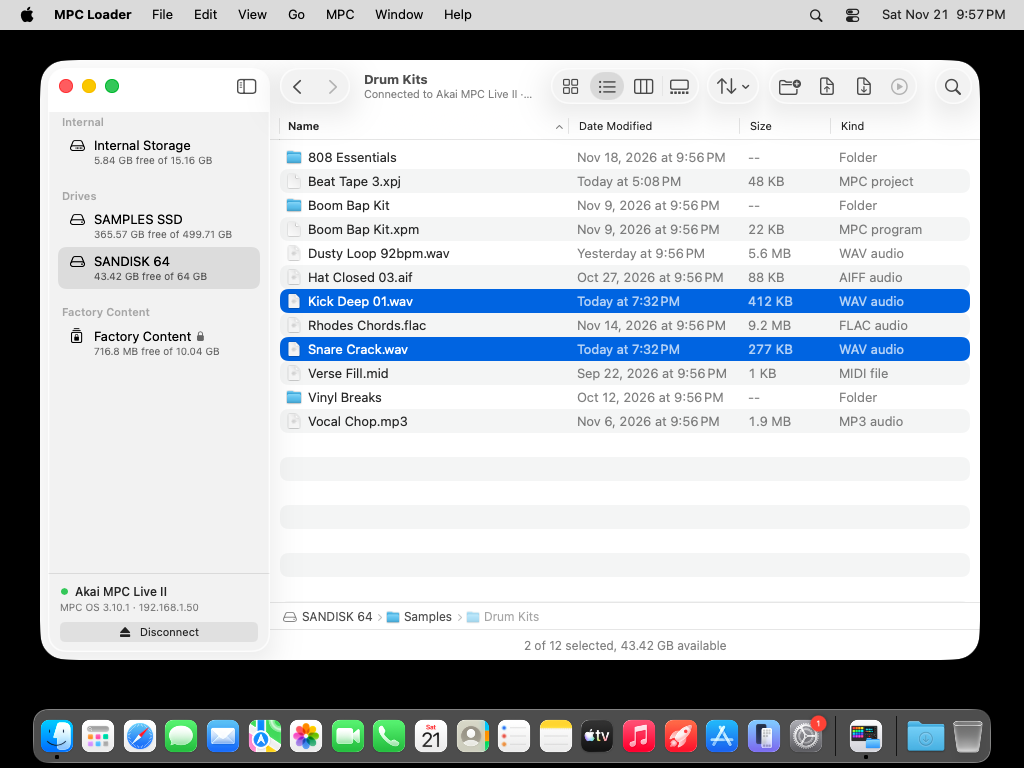 MPC Loader File Edit View Go MPC Window Help Sat Nov 21 9:57 PM
Drum Kits
Connected to Akai MPC Live II ·...
Internal
Internal Storage
5.84 GB free of 15.16 GB
Drives
SAMPLES SSD
365.57 GB free of 499.71 GB
SANDISK 64
43.42 GB free of 64 GB
Factory Content
Factory Content
716.8 MB free of 10.04 GB
Akai MPC Live II
MPC OS 3.10.1 · 192.168.1.50
Disconnect
Name Date Modified Size Kind
808 Essentials Nov 18, 2026 at 9:56 PM -- Folder
Beat Tape 3.xpj Today at 5:08 PM 48 KB MPC project
Boom Bap Kit Nov 9, 2026 at 9:56 PM -- Folder
Boom Bap Kit.xpm Nov 9, 2026 at 9:56 PM 22 KB MPC program
Dusty Loop 92bpm.wav Yesterday at 9:56 PM 5.6 MB WAV audio
Hat Closed 03.aif Oct 27, 2026 at 9:56 PM 88 KB AIFF audio
Kick Deep 01.wav Today at 7:32 PM 412 KB WAV audio
Rhodes Chords.flac Nov 14, 2026 at 9:56 PM 9.2 MB FLAC audio
Snare Crack.wav Today at 7:32 PM 277 KB WAV audio
Verse Fill.mid Sep 22, 2026 at 9:56 PM 1 KB MIDI file
Vinyl Breaks Oct 12, 2026 at 9:56 PM -- Folder
Vocal Chop.mp3 Nov 6, 2026 at 9:56 PM 1.9 MB MP3 audio
SANDISK 64 › Samples › Drum Kits
2 of 12 selected, 43.42 GB available
Sat
21
tv
1